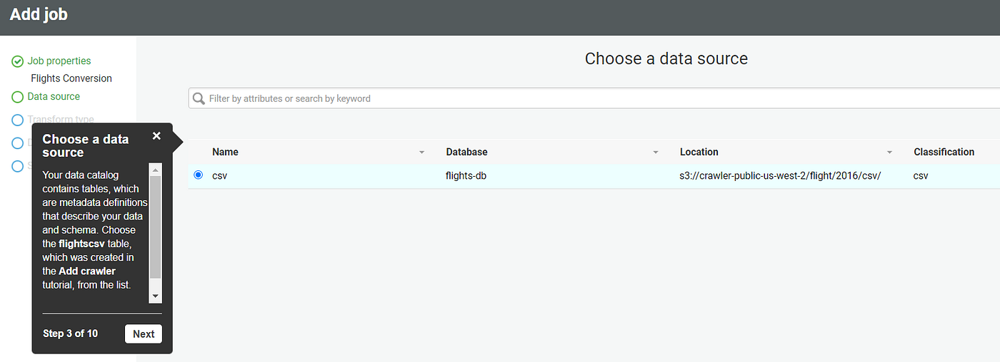 Add job
Job properties
Flights Conversion
Data source
Transform type
Choose a data
source
Your data catalog
contains tables, which
are metadata definitions
that describe your data
and schema. Choose
the flightscsv table,
which was created in
the Add crawler
tutorial, from the list.
Step 3 of 10
Next
Choose a data source
Filter by attributes or search by keyword
Name Database Location Classification
csv flights-db s3://crawler-public-us-west-2/flight/2016/csv/ csv